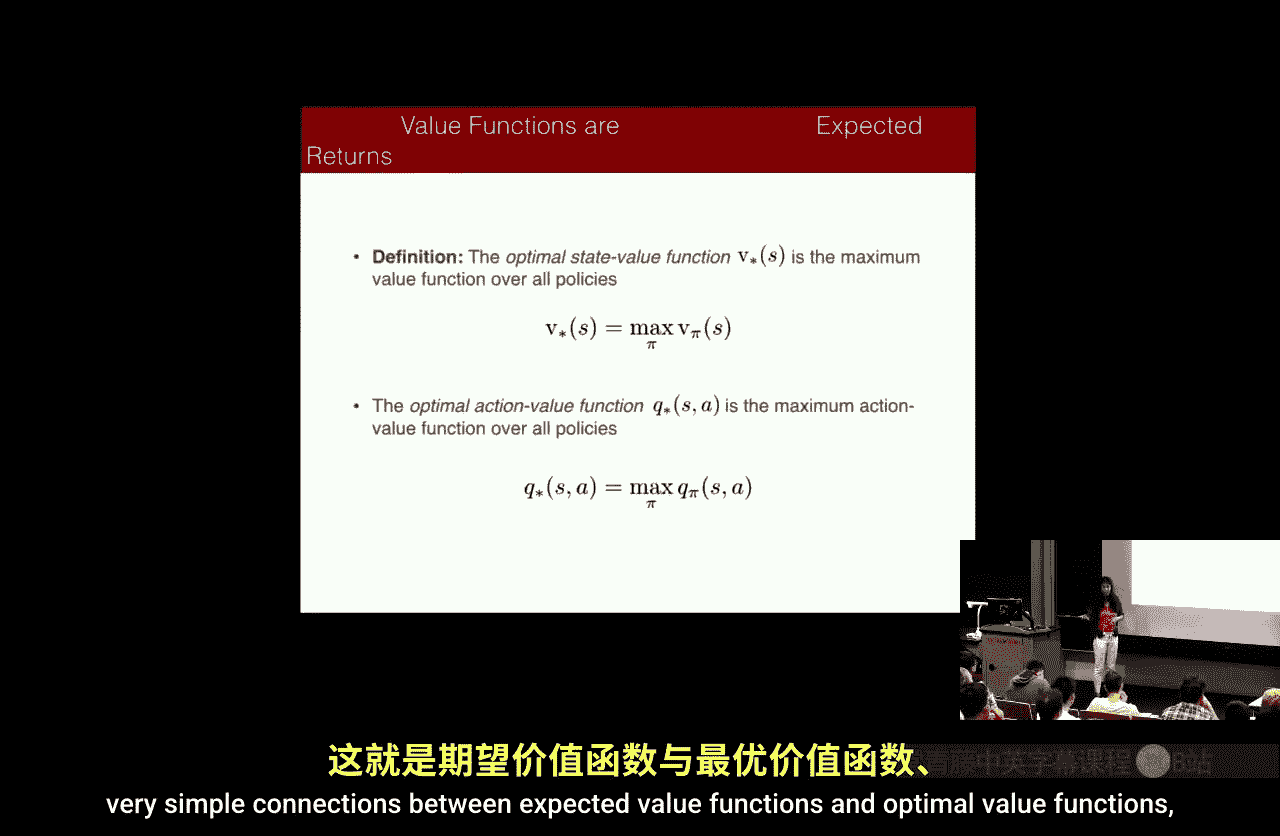 Value Functions are Expected
Returns
• Definition: The optimal state-value function v∗(s) is the maximum
value function over all policies
v∗(s) = max vπ(s)
π
• The optimal action-value function q∗(s, a) is the maximum action-
value function over all policies
q∗(s, a) = max qπ(s, a)
π
这就是期望价值函数与最优价值函数、
very simple connections between expected value functions and optimal value functions,